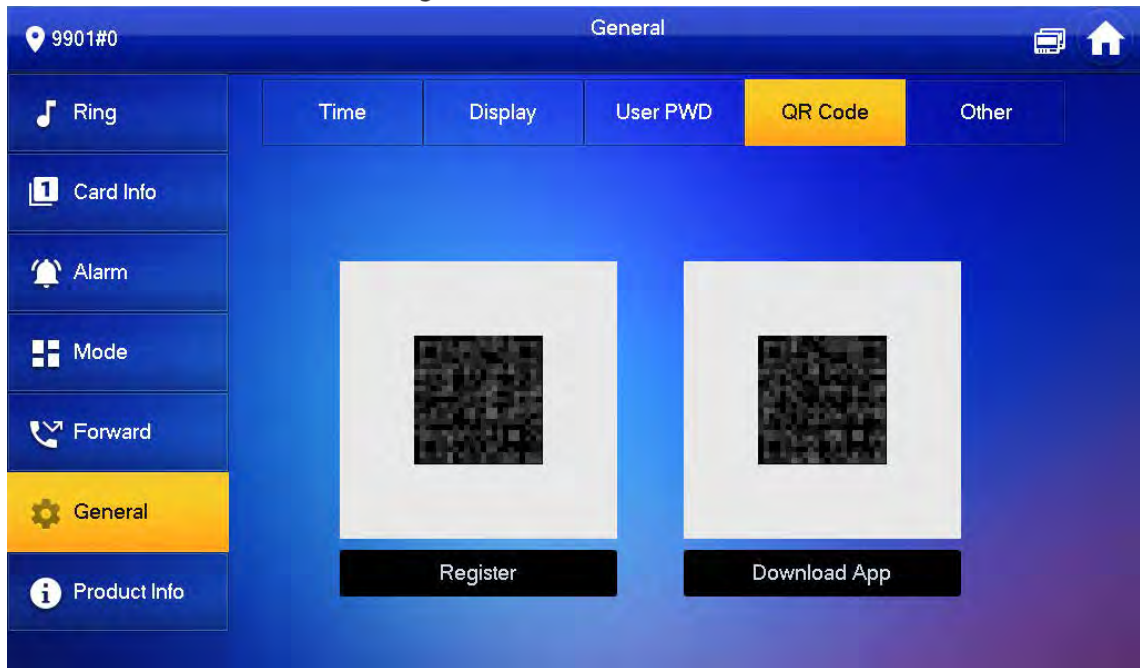 9901#0
General
Ring
Card Info
1
Alarm
Mode
Forward
General
Product Info
Time
Display
User PWD
QR Code
Other
Register
Download App